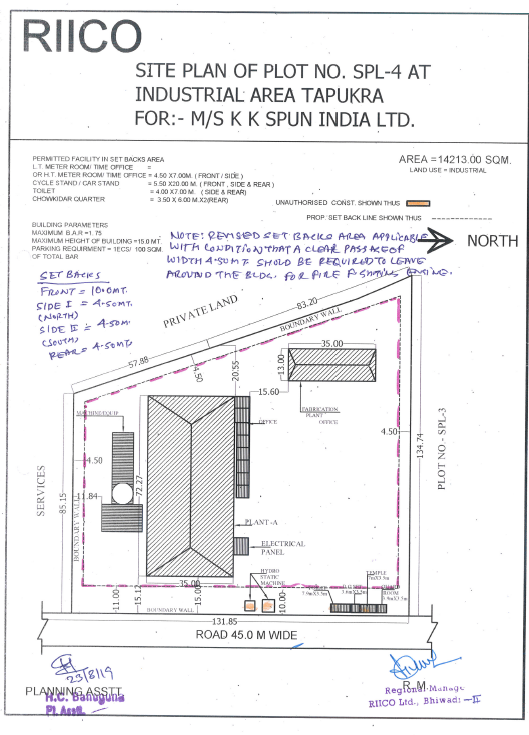 RIICO
SITE PLAN OF PLOT NO. SPL-4 AT
INDUSTRIAL AREA TAPUKRA
FOR:- M/S K K SPUN INDIA LTD.
PERMITTED FACILITY IN SET BACKS AREA
L.T. METER ROOM/ TIME OFFICE =
OR H.T. METER ROOM/ TIME OFFICE = 4.50 X7.00M. ( FRONT / SIDE )
CYCLE STAND / CAR STAND = 5.50 X20.00 M. ( FRONT , SIDE & REAR )
TOILET = 4.00 X7.00 M. ( SIDE & REAR)
CHOWKIDAR QUARTER = 3.50 X 6.00 M.X2(REAR)
AREA =14213.00 SQM.
LAND USE = INDUSTRIAL
UNAUTHORISED CONST. SHOWN THUS
PROP. SET BACK LINE SHOWN THUS
BUILDING PARAMETERS
MAXIMUM B.A.R =1.75
MAXIMUM HEIGHT OF BUILDING =15.0 MT.
PARKING REQUIRMENT = 1ECS/ 100 SQM.
OF TOTAL BAR
NOTE: REVISED SET BACKS AREA APPLICABLE
WITH CONDITION THAT A CLEAR PASSAGE OF
WIDTH 4.50MT SHOULD BE REQUIRED TO LEAVE
AROUND THE BLDG. FOR FIRE FIGHTING ENGINE.
NORTH
SET BACKS
FRONT = 10.0MT.
SIDE I = 4.50MT.
(NORTH)
SIDE II = 4.50M.
(SOUTH)
REAR = 4.50MT.
PRIVATE LAND
83.20
BOUNDARY WALL
57.88
4.50
20.55
35.00
13.00
15.60
FABRICATION
PLANT
OFFICE
OFFICE
MACHINE/EQUIP
4.50
PLOT NO.- SPL-3
134.74
SERVICES
85.15
BOUNDARY WALL
4.50
11.84
72.27
PLANT-A
ELECTRICAL
PANEL
HYDRO
STATIC
MACHINE
TEMPLE
35.00
11.00
15.12
15.00
10.00
BOUNDARY WALL
131.85
ROAD 45.0 M WIDE
23/8/19
PLANNING ASSTT.
H.C. Bahuguna
Pl. Asstt.
R. M.
Regional Manager
RIICO Ltd., Bhiwadi -II